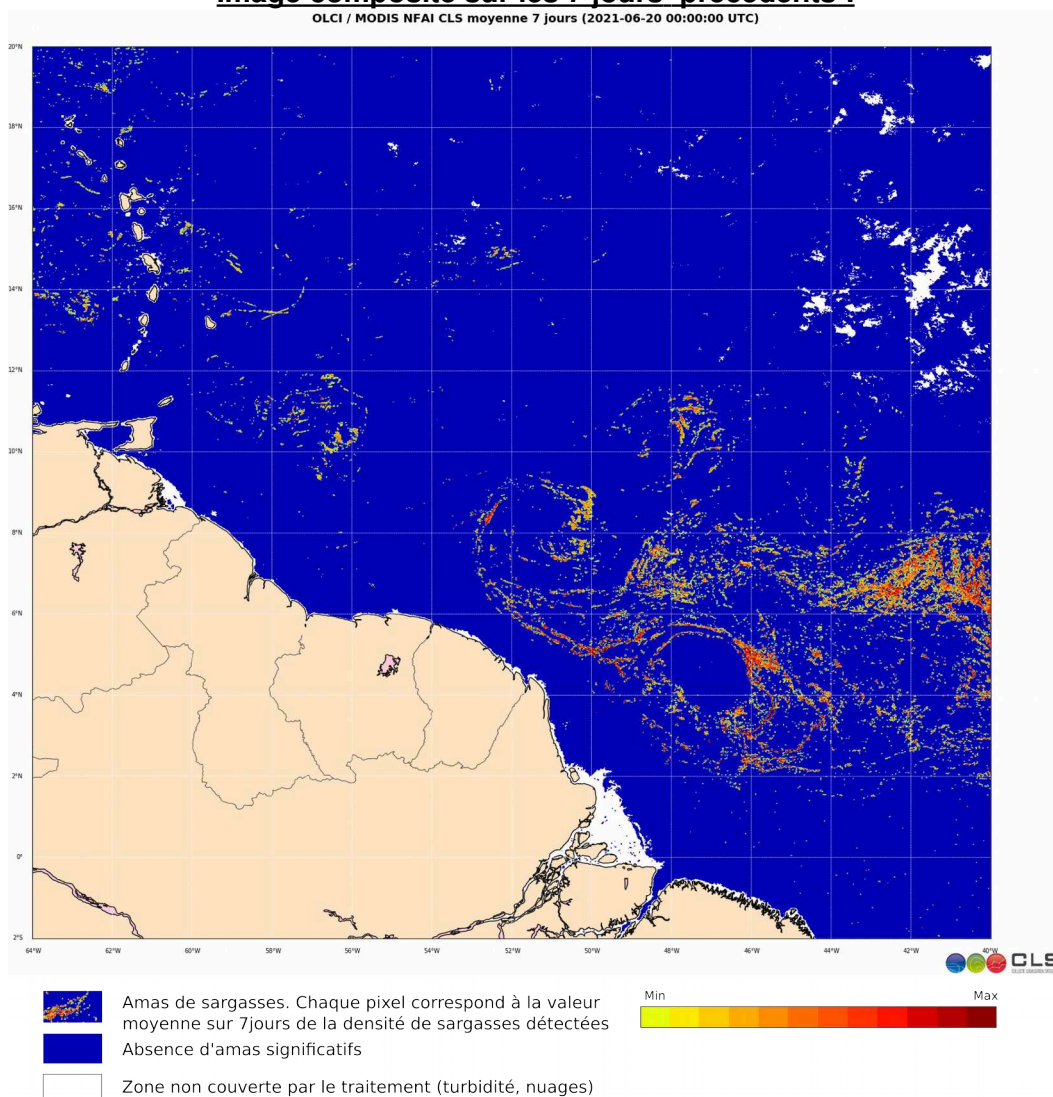 Image composite sur les 7 jours précédents :
OLCI / MODIS NFAI CLS moyenne 7 jours (2021-06-20 00:00:00 UTC)
20°N
18°N
16°N
14°N
12°N
10°N
8°N
6°N
4°N
2°N
0°
2°S
64°W 62°W 60°W 58°W 56°W 54°W 52°W 50°W 48°W 46°W 44°W 42°W 40°W
CLS
Amas de sargasses. Chaque pixel correspond à la valeur
moyenne sur 7jours de la densité de sargasses détectées
Min Max
Absence d'amas significatifs
Zone non couverte par le traitement (turbidité, nuages)